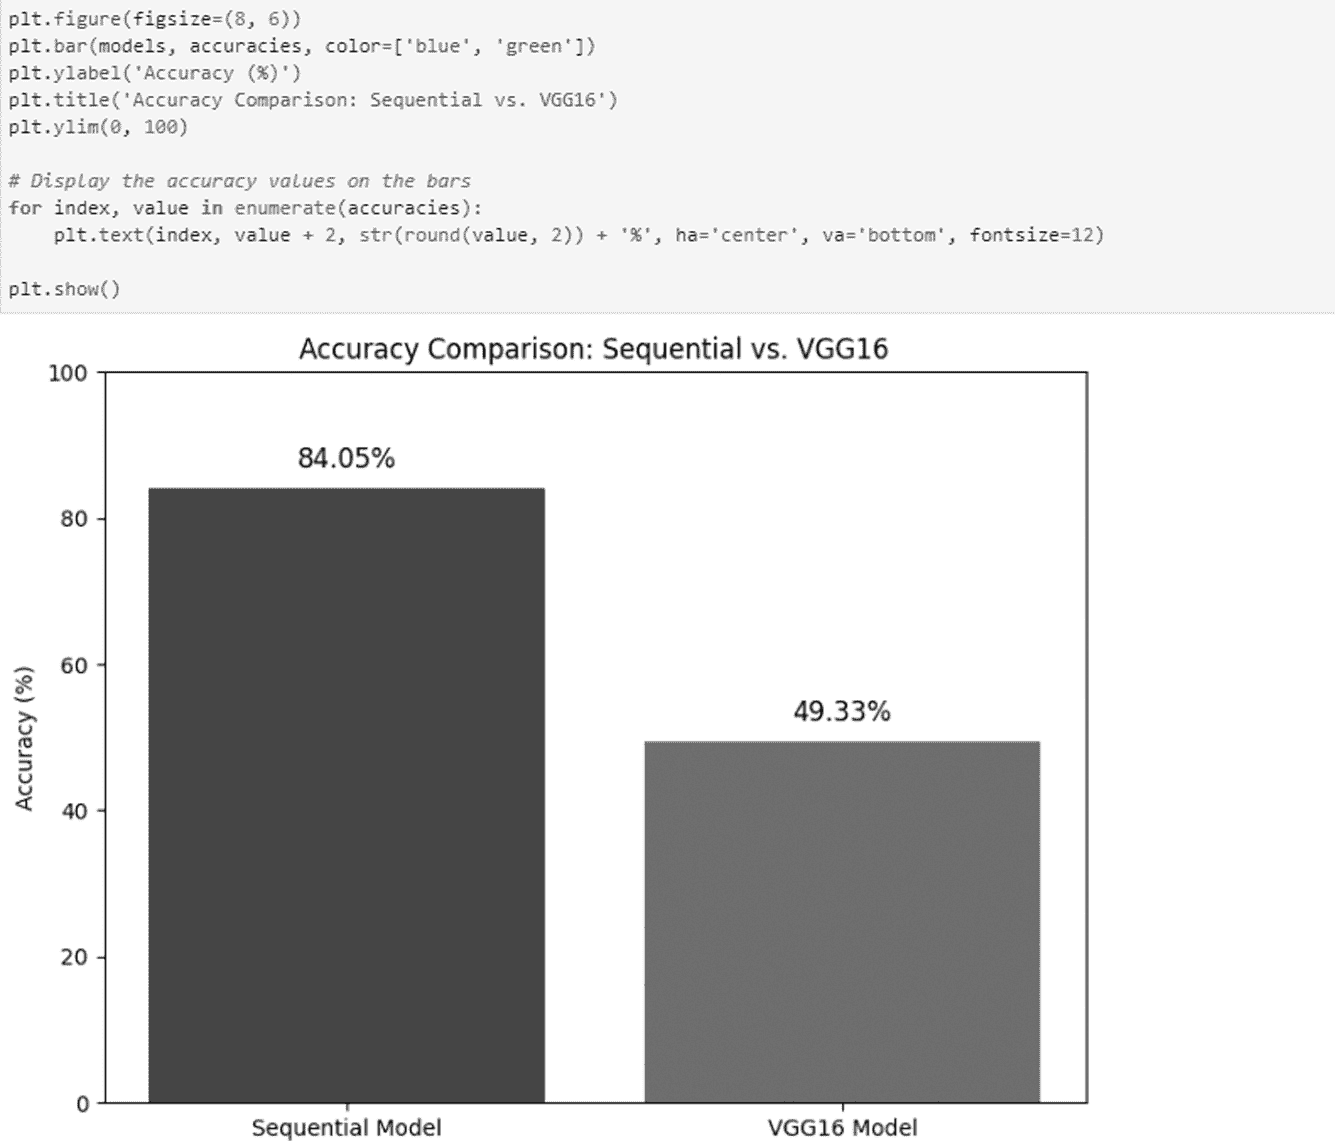 plt.figure(figsize=(8, 6))
plt.bar(models, accuracies, color=['blue', 'green'])
plt.ylabel('Accuracy (%)')
plt.title('Accuracy Comparison: Sequential vs. VGG16')
plt.ylim(0, 100)
# Display the accuracy values on the bars
for index, value in enumerate(accuracies):
    plt.text(index, value + 2, str(round(value, 2)) + '%', ha='center', va='bottom', fontsize=12)
plt.show()
Accuracy Comparison: Sequential vs. VGG16
100
84.05%
80
60
49.33%
Accuracy (%)
40
20
0
Sequential Model
VGG16 Model